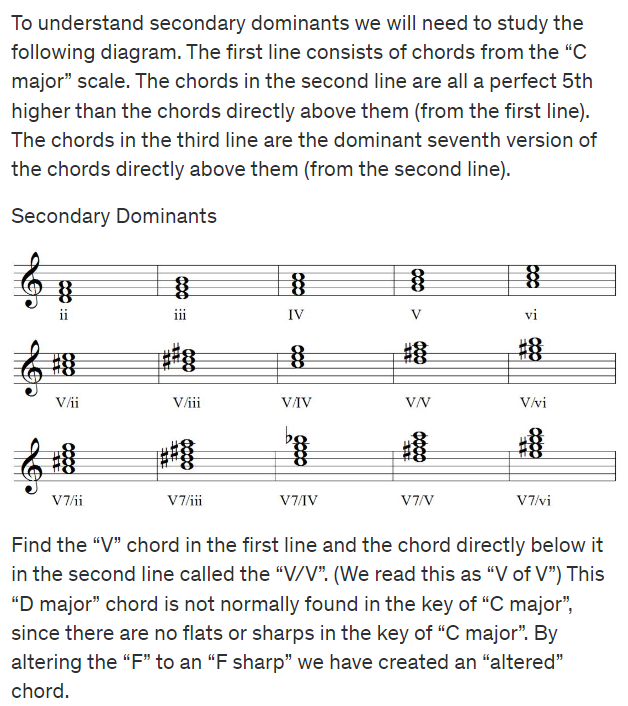 To understand secondary dominants we will need to study the
following diagram. The first line consists of chords from the “C
major” scale. The chords in the second line are all a perfect 5th
higher than the chords directly above them (from the first line).
The chords in the third line are the dominant seventh version of
the chords directly above them (from the second line).
Secondary Dominants
ii iii IV V vi
V/ii V/iii V/IV V/V V/vi
V7/ii V7/iii V7/IV V7/V V7/vi
Find the “V” chord in the first line and the chord directly below it
in the second line called the “V/V”. (We read this as “V of V”) This
“D major” chord is not normally found in the key of “C major”,
since there are no flats or sharps in the key of “C major”. By
altering the “F” to an “F sharp” we have created an “altered”
chord.